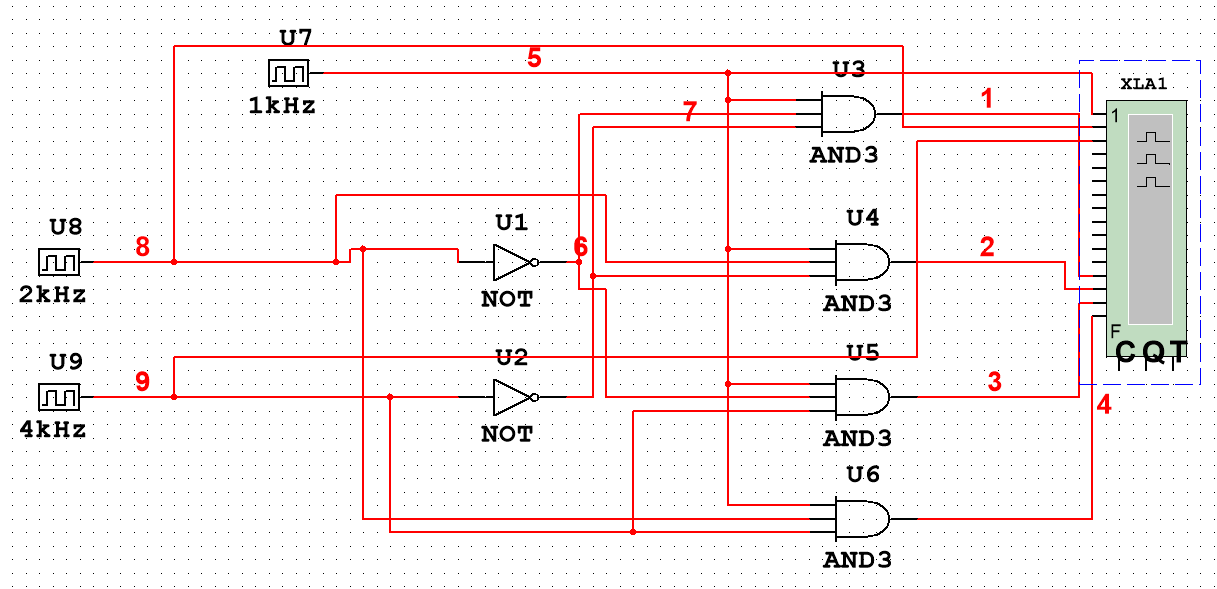 U7
5
1kHz
U3
AND3
7
1
XLA1
1
F
C Q T
U8
8
2kHz
U1
NOT
6
U4
AND3
2
U9
9
4kHz
U2
NOT
U5
AND3
3
4
U6
AND3